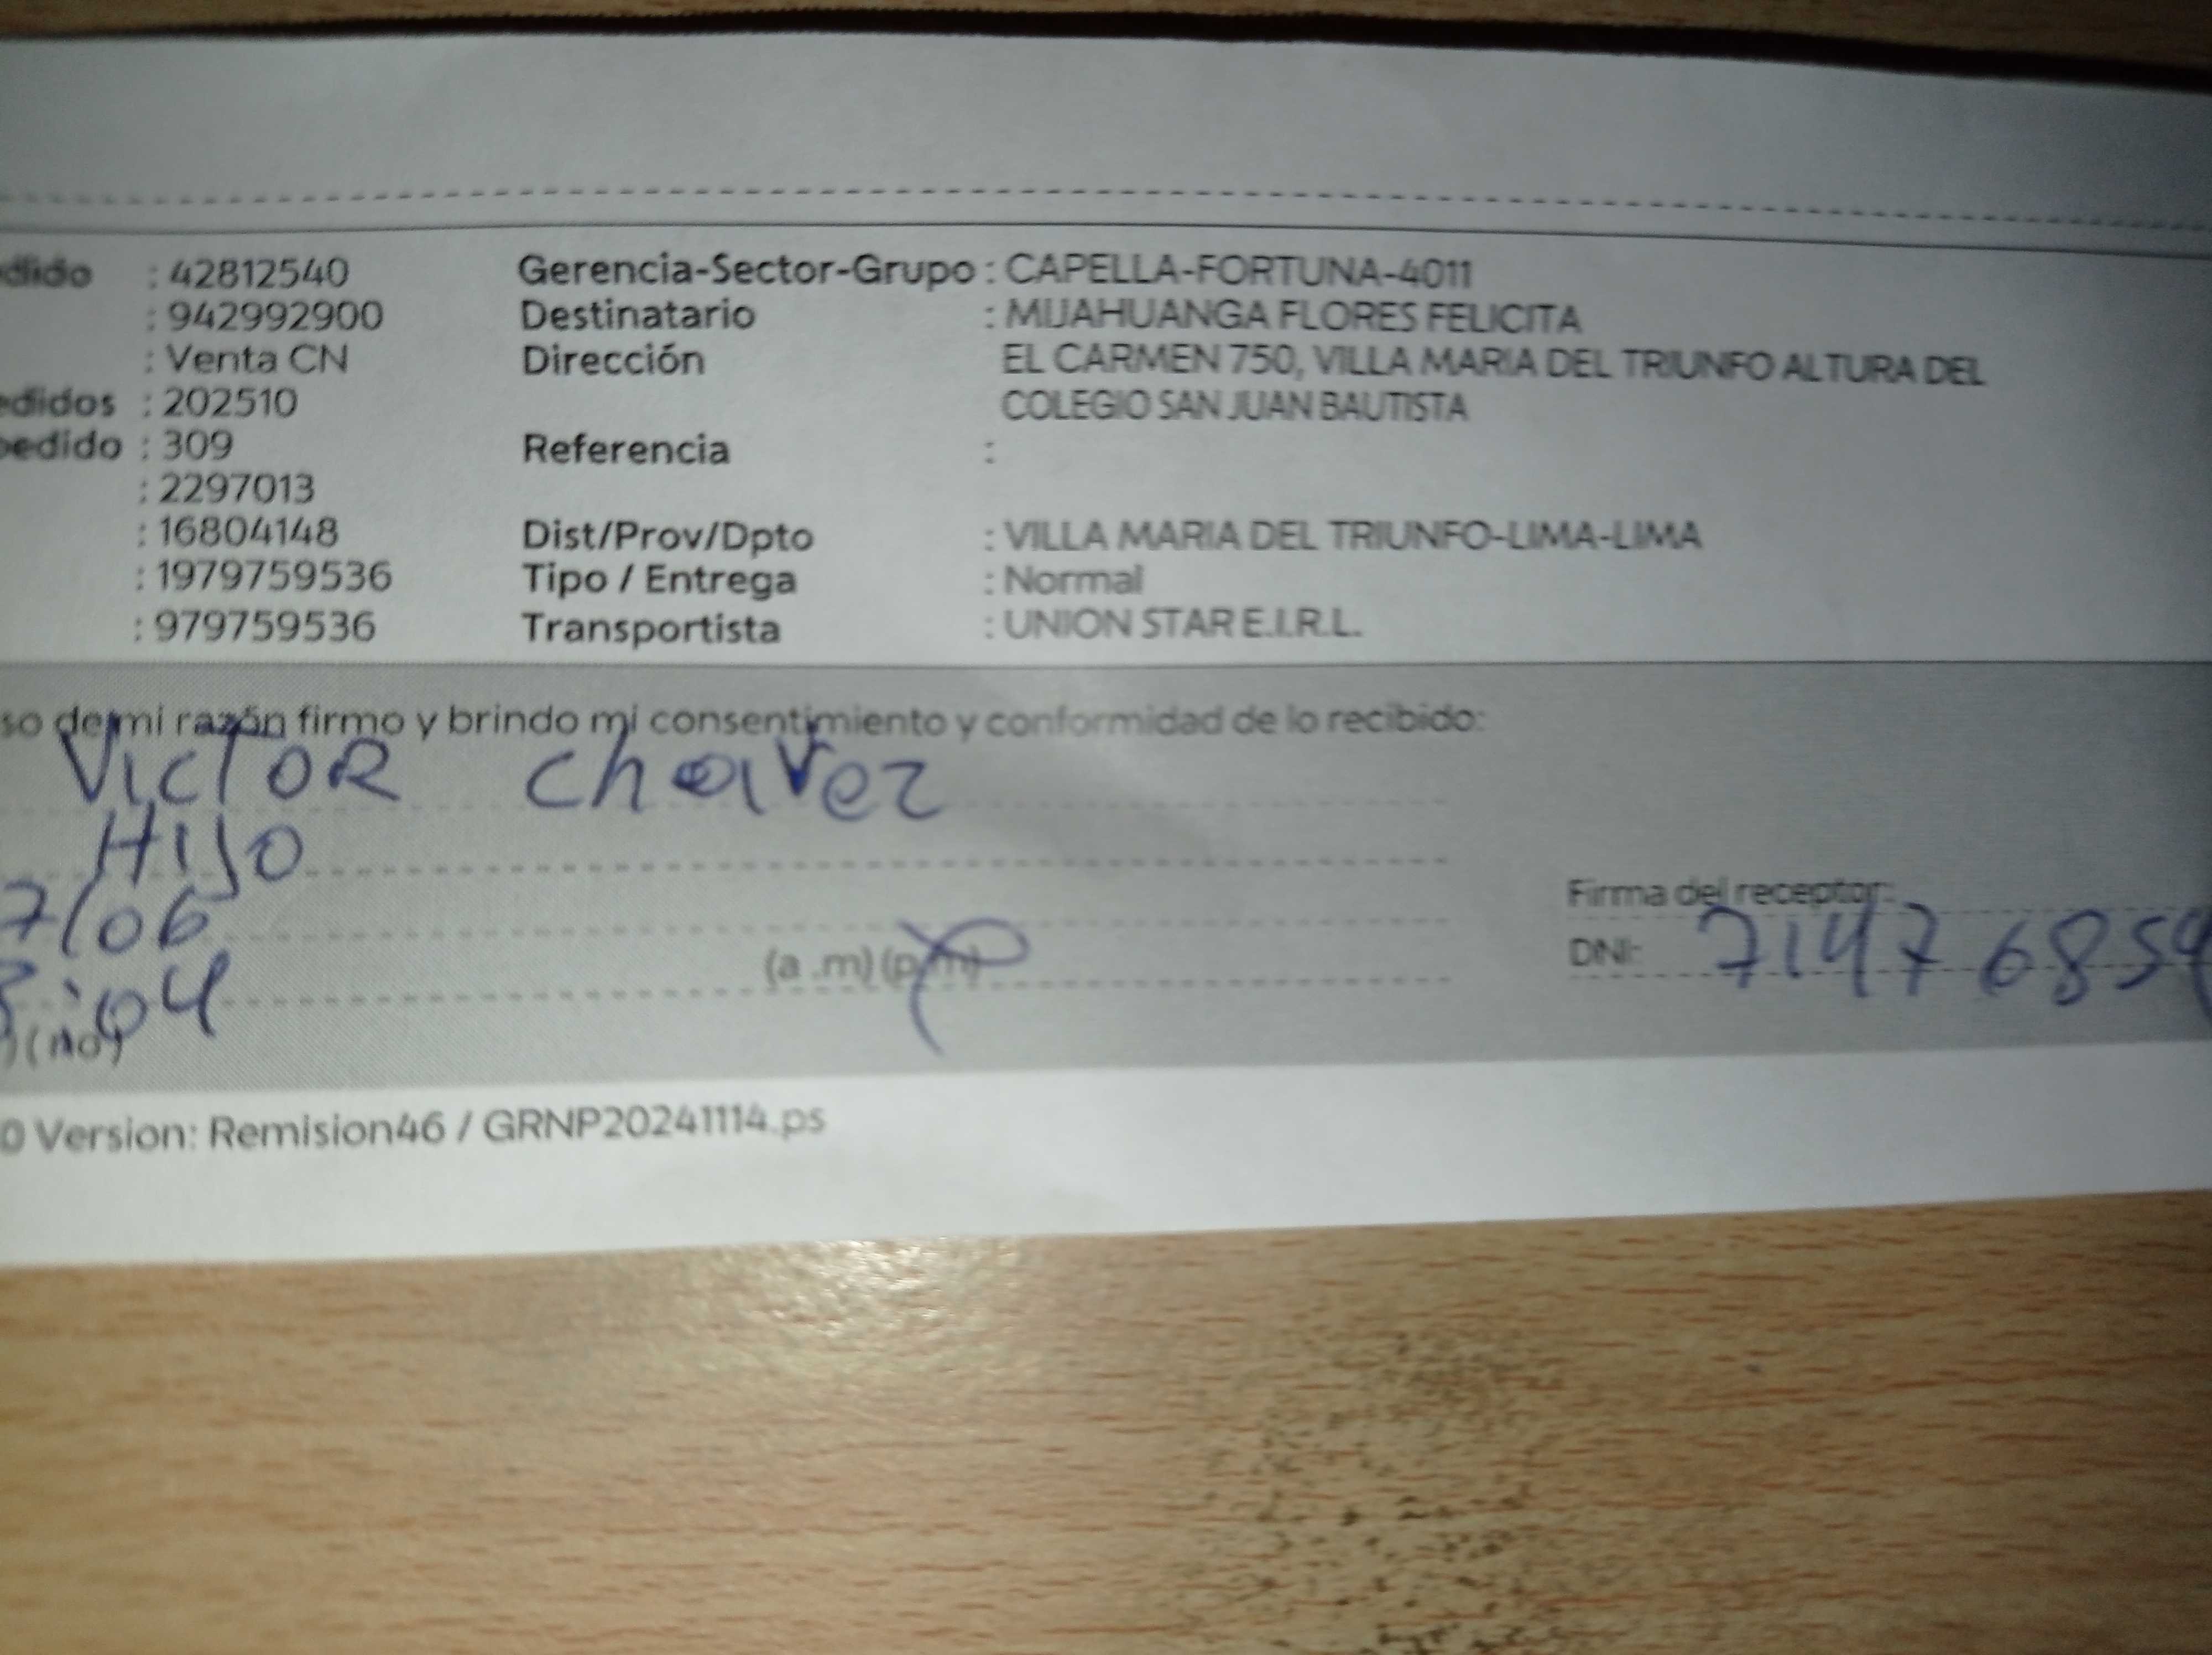 dido : 42812540 Gerencia-Sector-Grupo : CAPELLA-FORTUNA-4011
: 942992900 Destinatario : MIJAHUANGA FLORES FELICITA
: Venta CN Dirección EL CARMEN 750, VILLA MARIA DEL TRIUNFO ALTURA DEL
edidos : 202510 COLEGIO SAN JUAN BAUTISTA
pedido : 309 Referencia :
: 2297013
: 16804148 Dist/Prov/Dpto : VILLA MARIA DEL TRIUNFO-LIMA-LIMA
: 1979759536 Tipo / Entrega : Normal
: 979759536 Transportista : UNION STAR E.I.R.L.
so de mi razón firmo y brindo mi consentimiento y conformidad de lo recibido:
VICTOR Chavez
HIJO
7/06 Firma del receptor:
:04 (a .m) (p.m) DNI: 71476859
) (no)
0 Version: Remision46 / GRNP20241114.ps